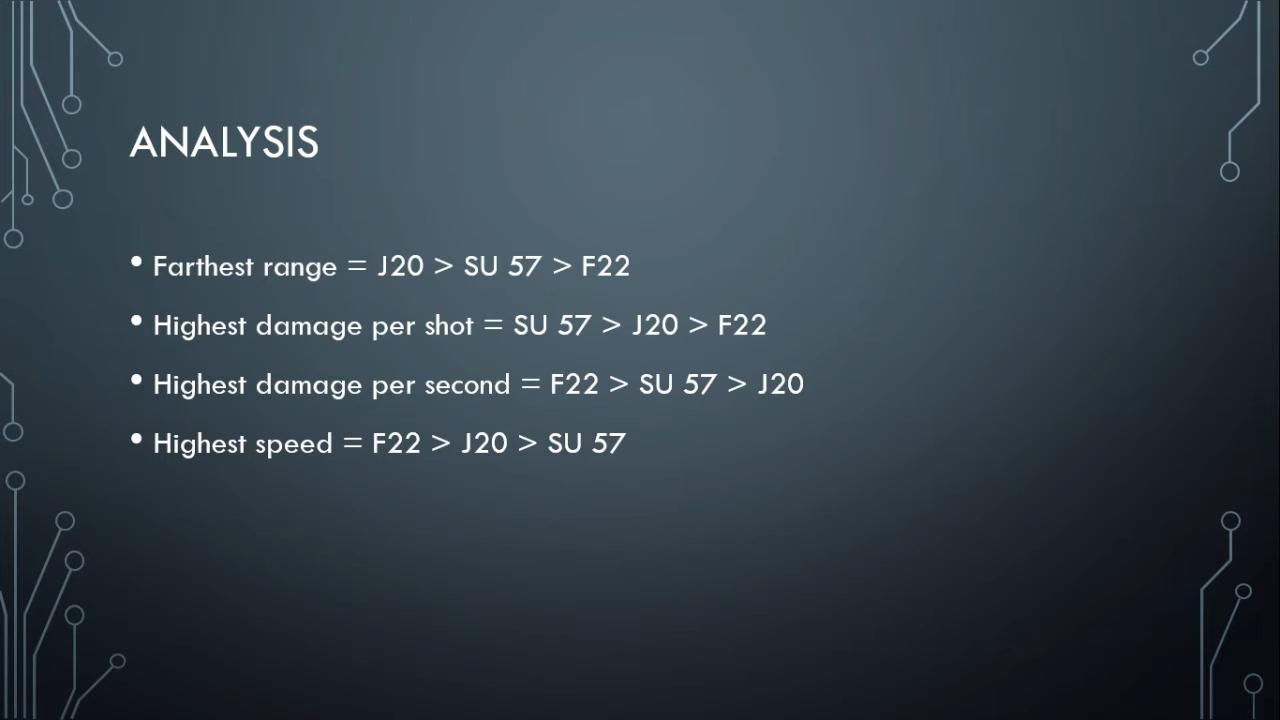 ANALYSIS
• Farthest range = J20 > SU 57 > F22
• Highest damage per shot = SU 57 > J20 > F22
• Highest damage per second = F22 > SU 57 > J20
• Highest speed = F22 > J20 > SU 57